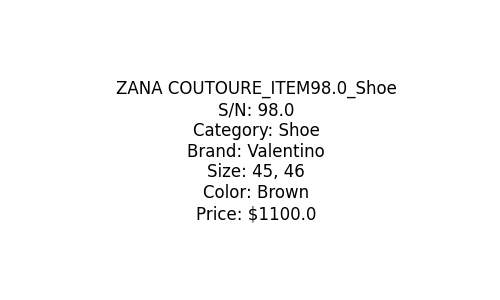 ZANA COUTOURE_ITEM98.0_Shoe
S/N: 98.0
Category: Shoe
Brand: Valentino
Size: 45, 46
Color: Brown
Price: $1100.0